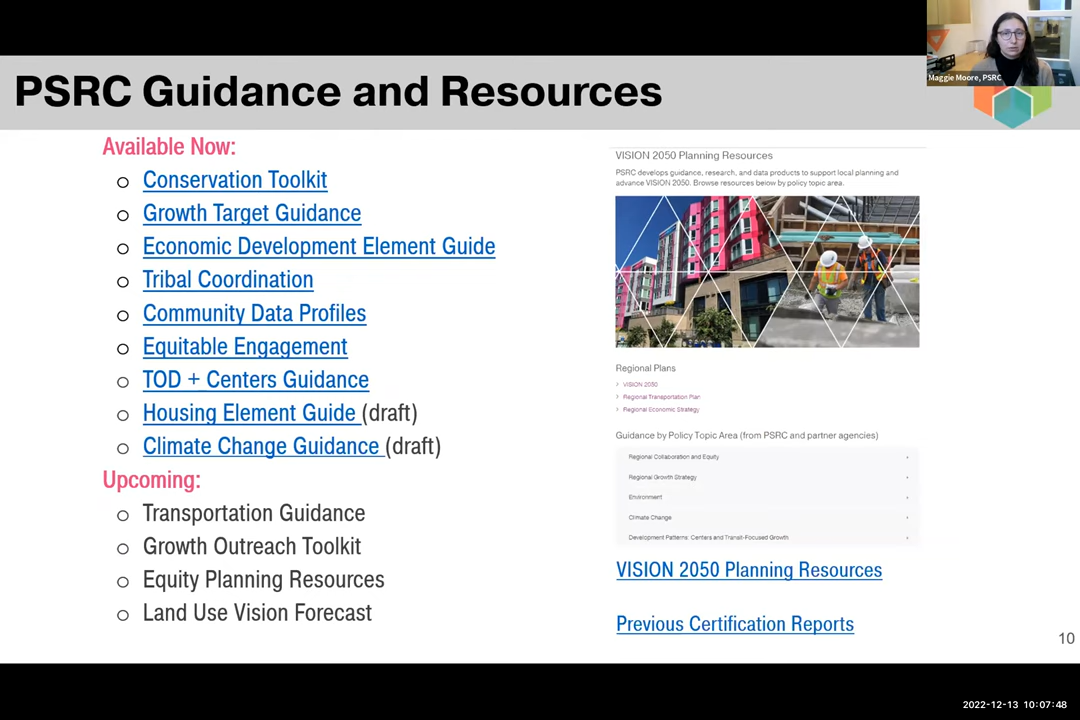 Maggie Moore, PSRC
PSRC Guidance and Resources
Available Now:
Conservation Toolkit
Growth Target Guidance
Economic Development Element Guide
Tribal Coordination
Community Data Profiles
Equitable Engagement
TOD + Centers Guidance
Housing Element Guide (draft)
Climate Change Guidance (draft)
Upcoming:
Transportation Guidance
Growth Outreach Toolkit
Equity Planning Resources
Land Use Vision Forecast
VISION 2050 Planning Resources
PSRC develops guidance, research, and data products to support local planning and
advance VISION 2050. Browse resources below by policy topic area.
Regional Plans
VISION 2050
Regional Transportation Plan
Regional Economic Strategy
Guidance by Policy Topic Area (from PSRC and partner agencies)
Regional Collaboration and Equity
Regional Growth Strategy
Environment
Climate Change
Development Patterns: Centers and Transit-Focused Growth
VISION 2050 Planning Resources
Previous Certification Reports
10
2022-12-13 10:07:48